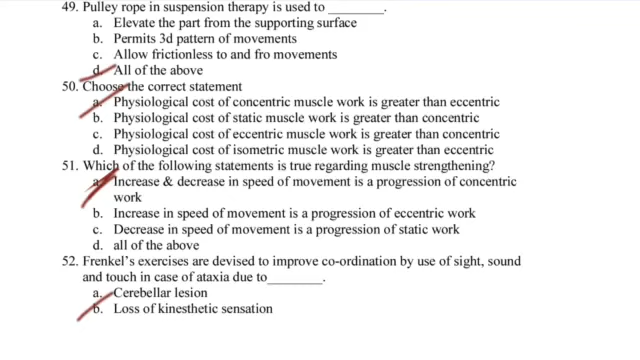 49. Pulley rope in suspension therapy is used to ________.
a. Elevate the part from the supporting surface
b. Permits 3d pattern of movements
c. Allow frictionless to and fro movements
d. All of the above
50. Choose the correct statement
a. Physiological cost of concentric muscle work is greater than eccentric
b. Physiological cost of static muscle work is greater than concentric
c. Physiological cost of eccentric muscle work is greater than concentric
d. Physiological cost of isometric muscle work is greater than eccentric
51. Which of the following statements is true regarding muscle strengthening?
a. Increase & decrease in speed of movement is a progression of concentric
work
b. Increase in speed of movement is a progression of eccentric work
c. Decrease in speed of movement is a progression of static work
d. all of the above
52. Frenkel's exercises are devised to improve co-ordination by use of sight, sound
and touch in case of ataxia due to________.
a. Cerebellar lesion
b. Loss of kinesthetic sensation